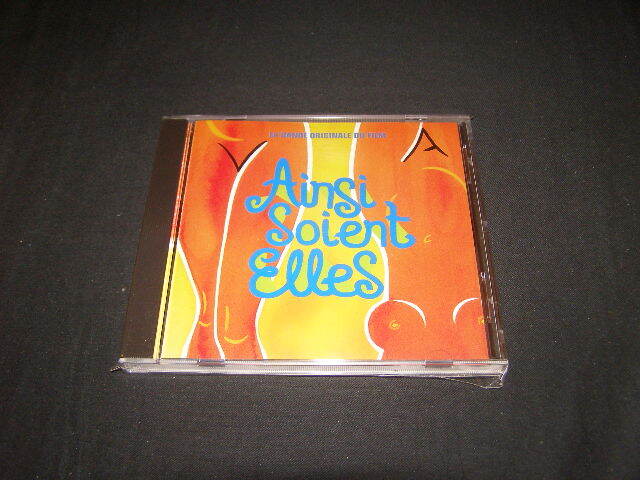 LA BANDE ORIGINALE DU FILM
Ainsi
Soient
Elles